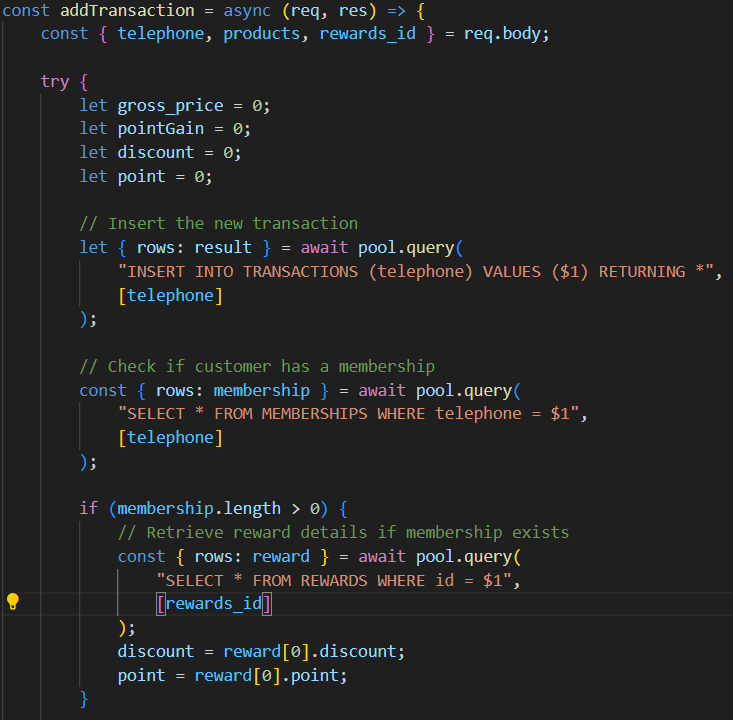 const addTransaction = async (req, res) => {
    const { telephone, products, rewards_id } = req.body;

    try {
        let gross_price = 0;
        let pointGain = 0;
        let discount = 0;
        let point = 0;

        // Insert the new transaction
        let { rows: result } = await pool.query(
            "INSERT INTO TRANSACTIONS (telephone) VALUES ($1) RETURNING *",
            [telephone]
        );

        // Check if customer has a membership
        const { rows: membership } = await pool.query(
            "SELECT * FROM MEMBERSHIPS WHERE telephone = $1",
            [telephone]
        );

        if (membership.length > 0) {
            // Retrieve reward details if membership exists
            const { rows: reward } = await pool.query(
                "SELECT * FROM REWARDS WHERE id = $1",
                [rewards_id]
            );
            discount = reward[0].discount;
            point = reward[0].point;
        }